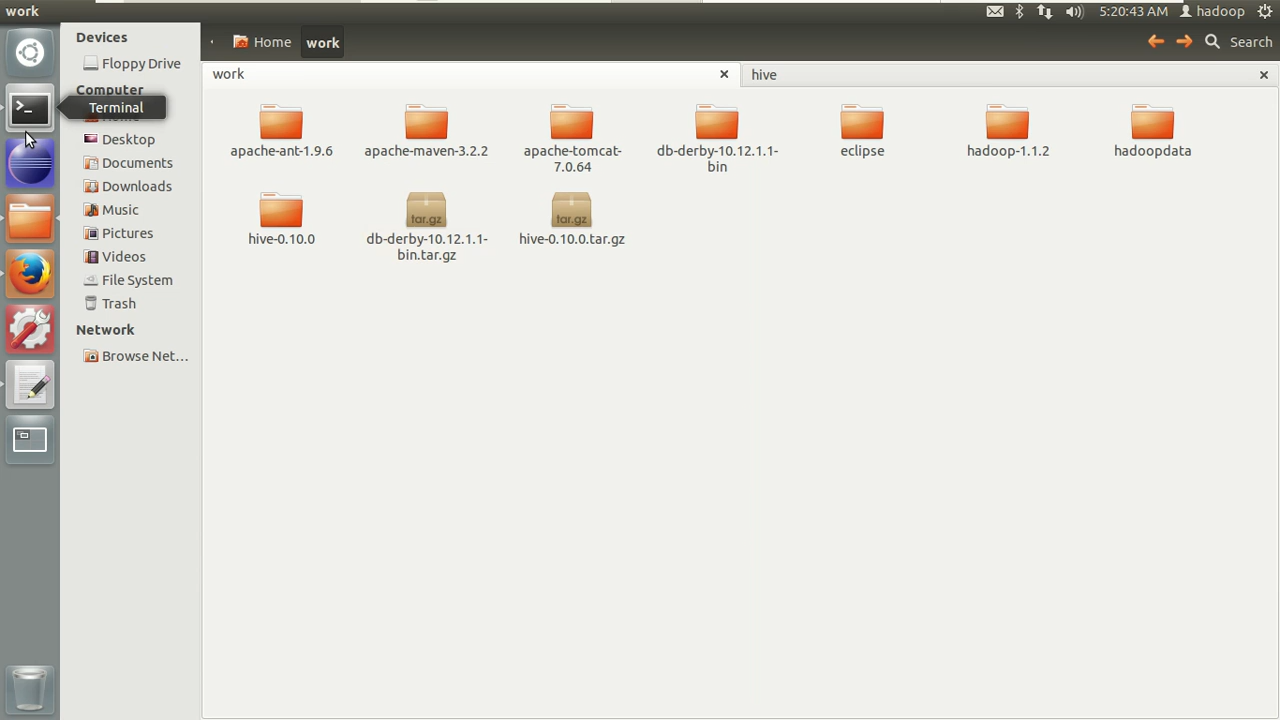 work
5:20:43 AM
hadoop
Devices
Floppy Drive
Computer
Terminal
Desktop
Documents
Downloads
Music
Pictures
Videos
File System
Trash
Network
Browse Net...
Home
work
Search
work
hive
apache-ant-1.9.6
apache-maven-3.2.2
apache-tomcat-
7.0.64
db-derby-10.12.1.1-
bin
eclipse
hadoop-1.1.2
hadoopdata
hive-0.10.0
tar.gz
db-derby-10.12.1.1-
bin.tar.gz
tar.gz
hive-0.10.0.tar.gz